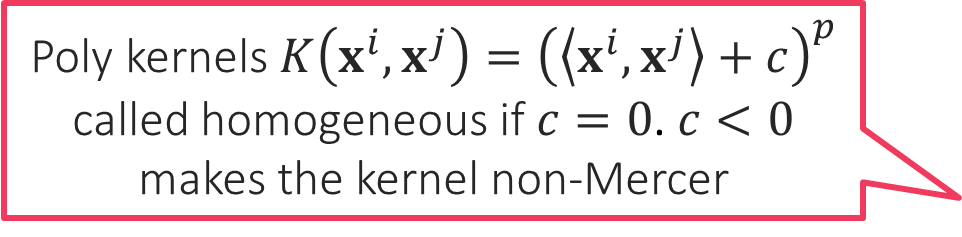 Poly kernels K(𝐱ⁱ, 𝐱ʲ) = (⟨𝐱ⁱ, 𝐱ʲ⟩ + c)ᵖ
called homogeneous if c = 0. c < 0
makes the kernel non-Mercer